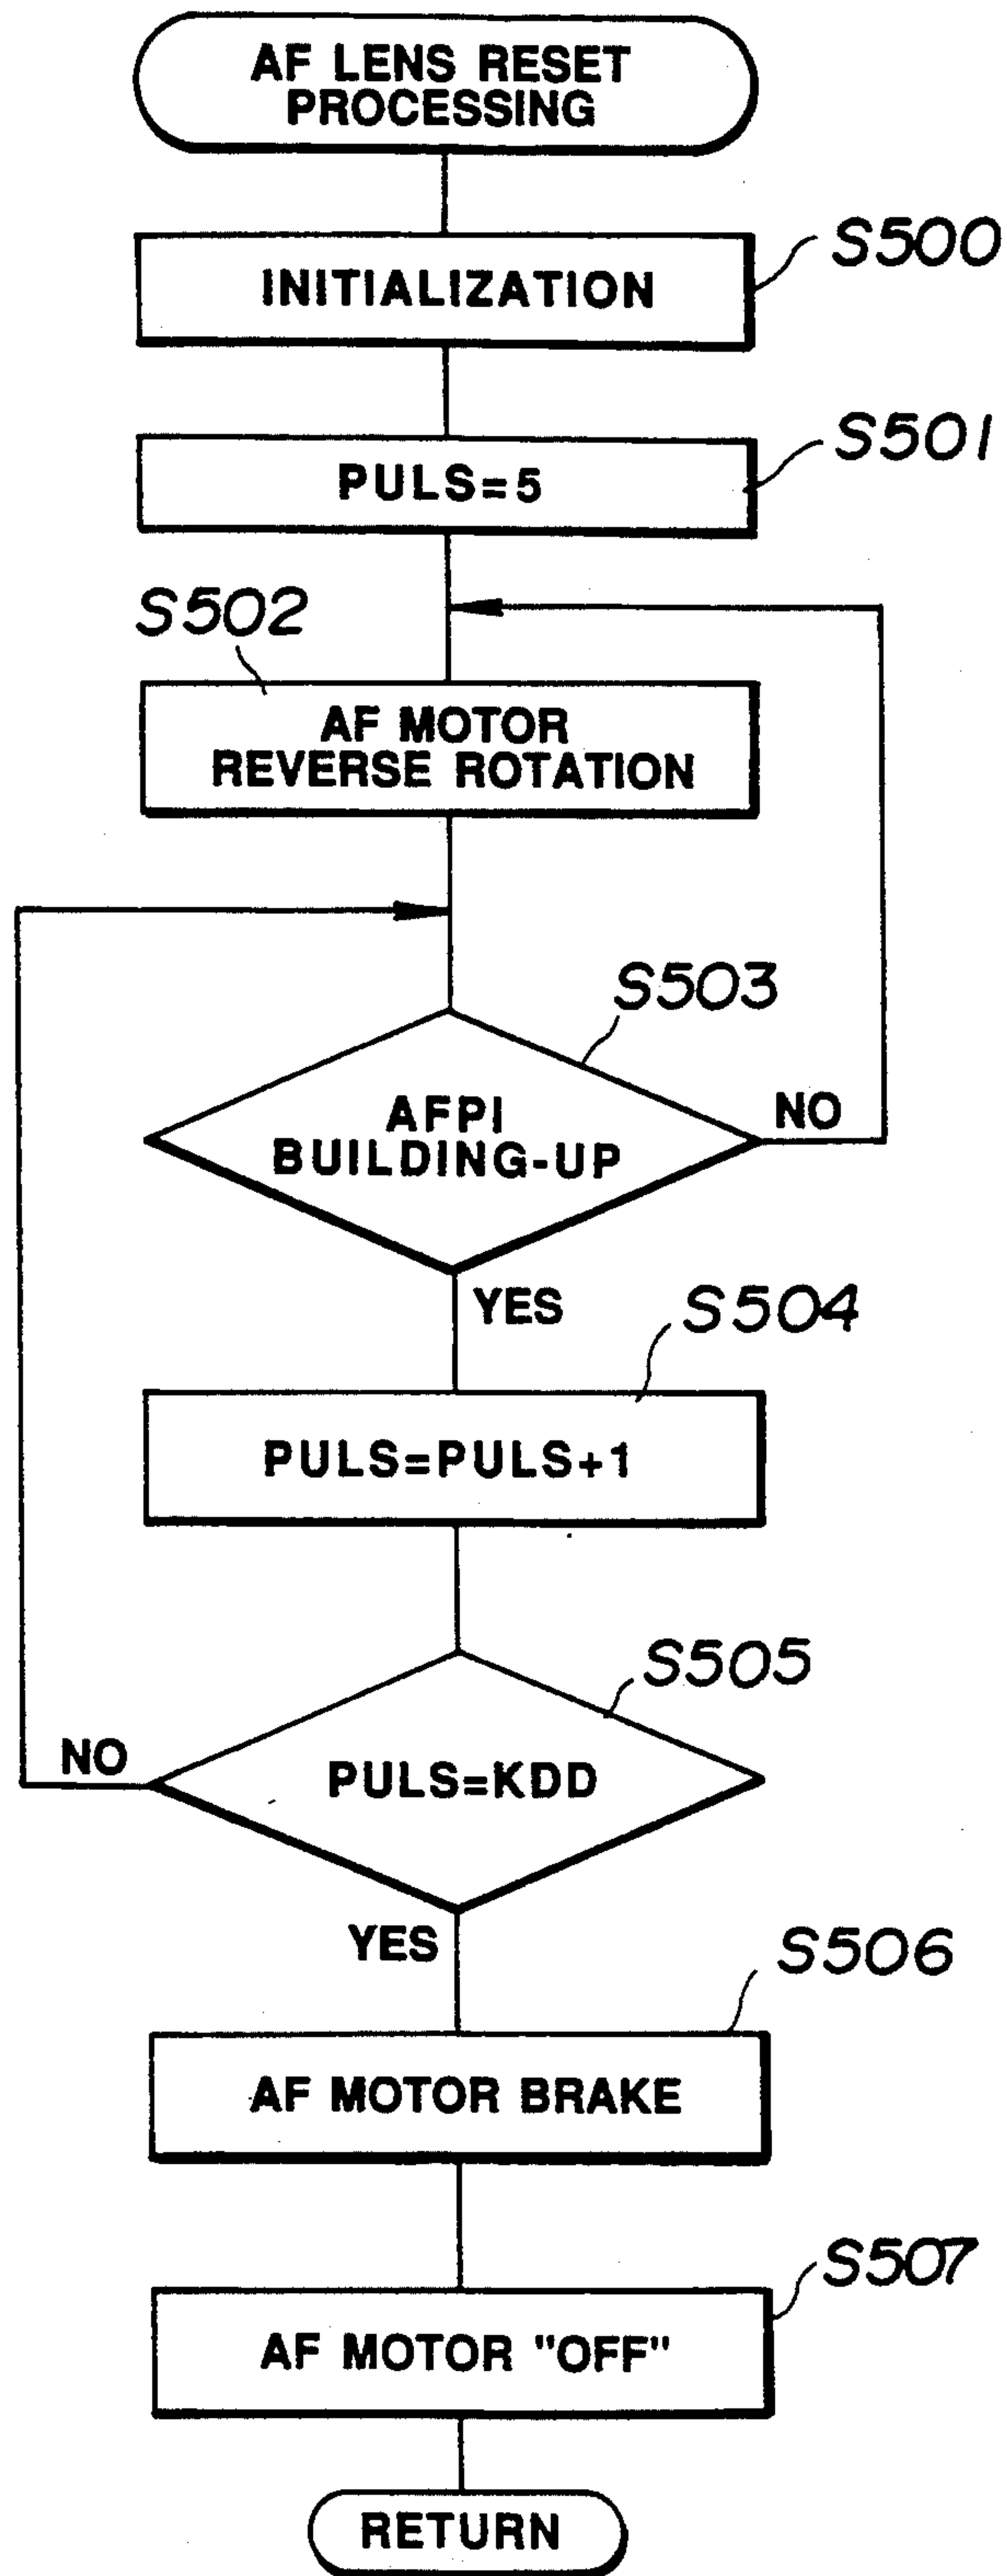 AF LENS RESET
PROCESSING
S500
INITIALIZATION
S501
PULS=5
S502
AF MOTOR
REVERSE ROTATION
S503
AFPI
BUILDING-UP
NO
YES
S504
PULS=PULS+1
S505
PULS=KDD
NO
YES
S506
AF MOTOR BRAKE
S507
AF MOTOR "OFF"
RETURN